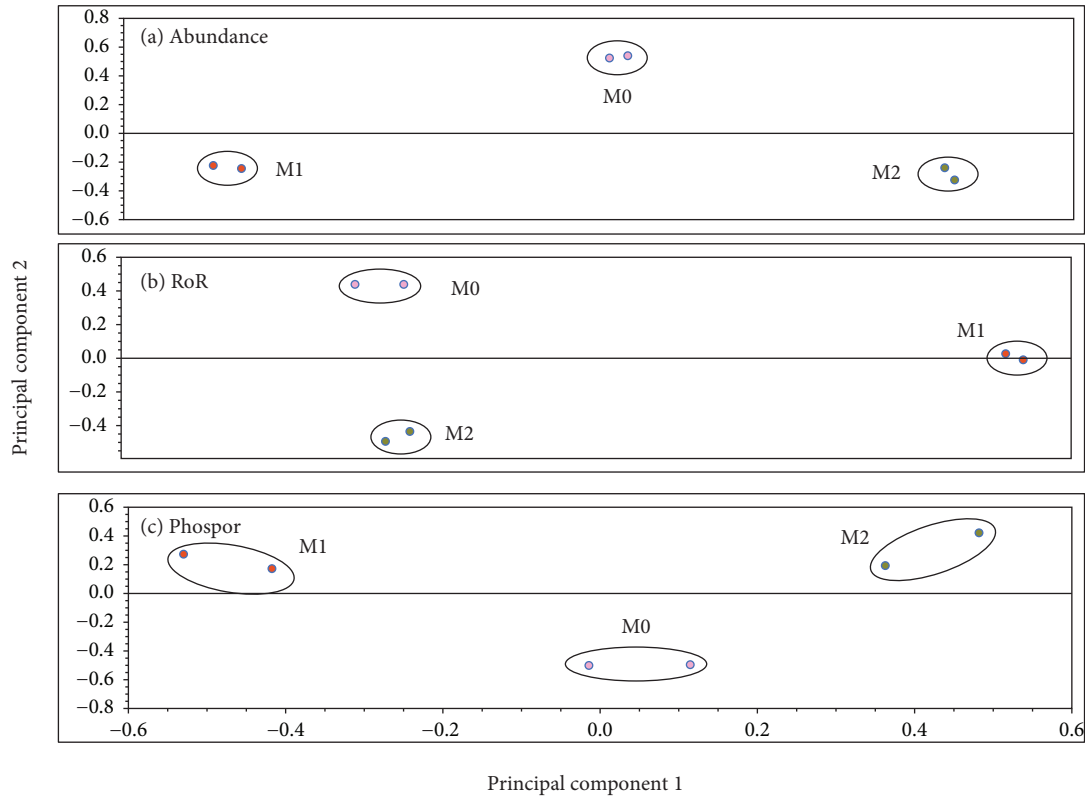 0.8
(a) Abundance
0.6
0.4
M0
0.2
0.0
−0.2
M1
M2
−0.4
−0.6
0.6
(b) RoR
0.4
M0
0.2
M1
0.0
−0.2
−0.4
M2
0.6
(c) Phospor
0.4
M1
M2
0.2
0.0
−0.2
M0
−0.4
−0.6
−0.8
−0.6 −0.4 −0.2 0.0 0.2 0.4 0.6
Principal component 2
Principal component 1